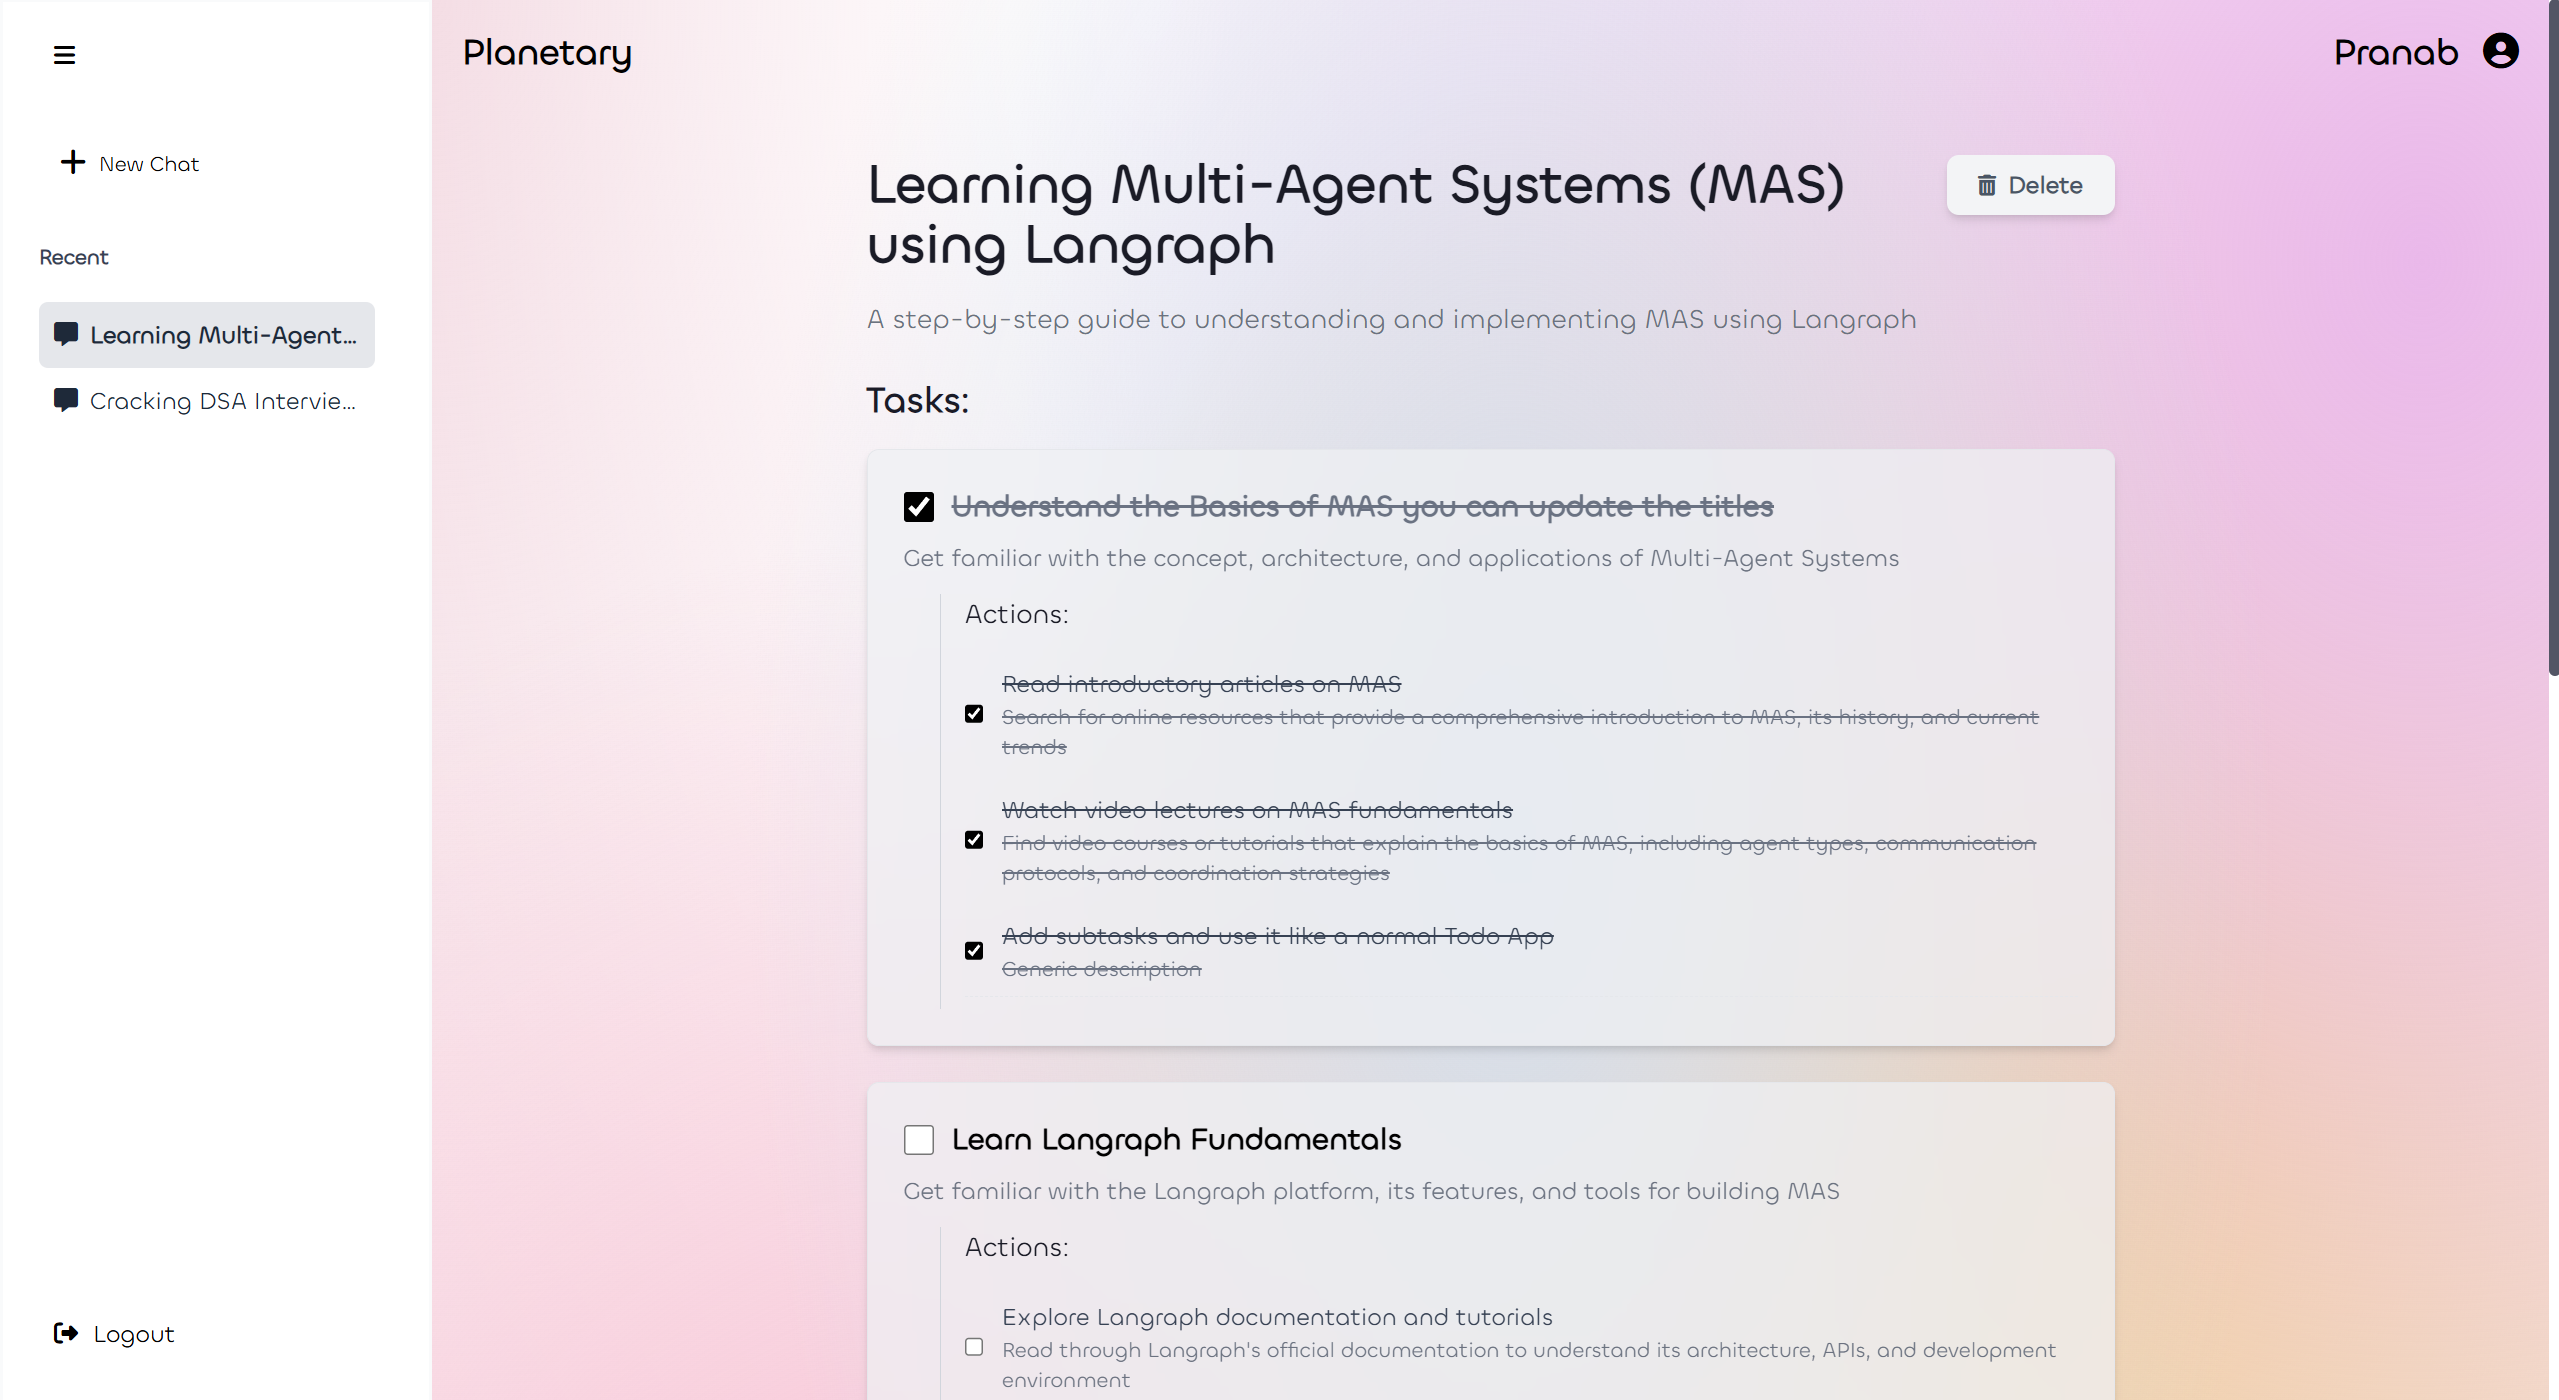 Planetary
Pranab
New Chat
Recent
Learning Multi-Agent...
Cracking DSA Intervie...
Logout
Learning Multi-Agent Systems (MAS)
using Langraph
Delete
A step-by-step guide to understanding and implementing MAS using Langraph
Tasks:
Understand the Basics of MAS you can update the titles
Get familiar with the concept, architecture, and applications of Multi-Agent Systems
Actions:
Read introductory articles on MAS
Search for online resources that provide a comprehensive introduction to MAS, its history, and current
trends
Watch video lectures on MAS fundamentals
Find video courses or tutorials that explain the basics of MAS, including agent types, communication
protocols, and coordination strategies
Add subtasks and use it like a normal Todo App
Generic desciription
Learn Langraph Fundamentals
Get familiar with the Langraph platform, its features, and tools for building MAS
Actions:
Explore Langraph documentation and tutorials
Read through Langraph's official documentation to understand its architecture, APIs, and development
environment